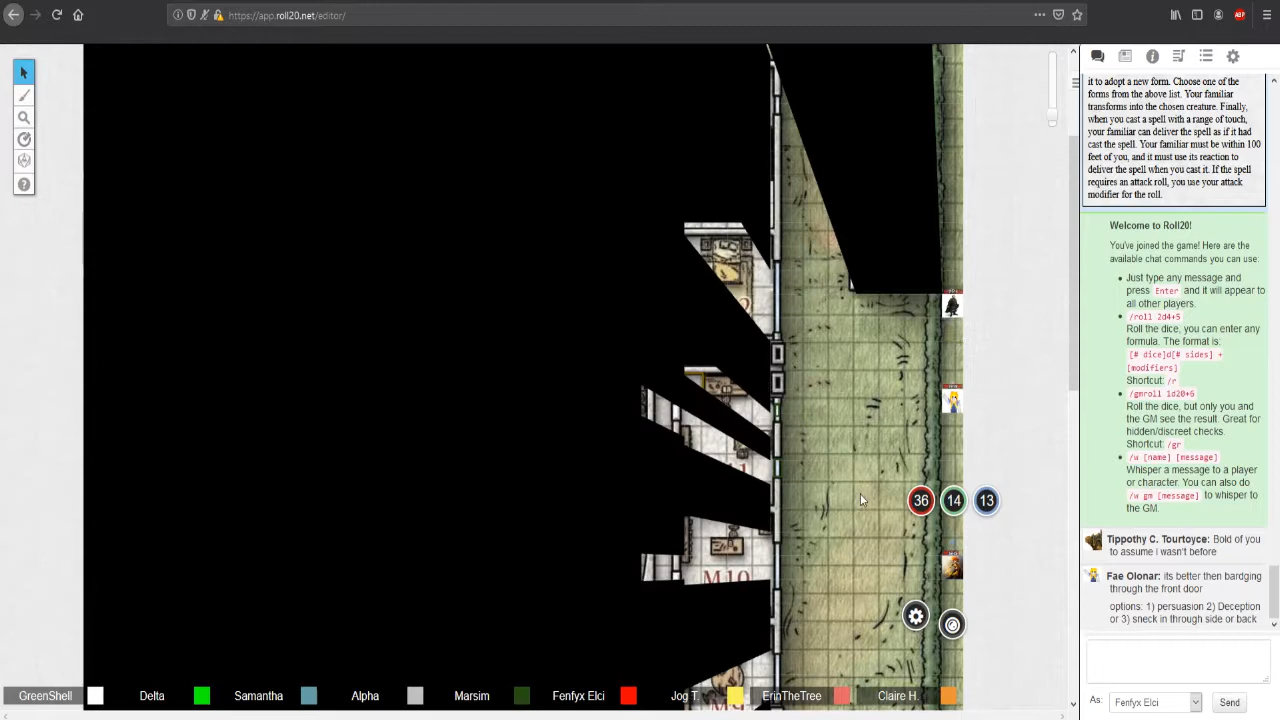 https://app.roll20.net/editor/
ABP
it to adopt a new form. Choose one of the
forms from the above list. Your familiar
transforms into the chosen creature. Finally,
when you cast a spell with a range of touch,
your familiar can deliver the spell as if it had
cast the spell. Your familiar must be within 100
feet of you, and it must use its reaction to
deliver the spell when you cast it. If the spell
requires an attack roll, you use your attack
modifier for the roll.
Welcome to Roll20!
You've joined the game! Here are the
available chat commands you can use:
Just type any message and
press Enter and it will appear to
all other players.
/roll 2d4+5
Roll the dice, you can enter any
formula. The format is:
[# dice]d[# sides] +
[modifiers]
Shortcut: /r
/gmroll 1d20+6
Roll the dice, but only you and
the GM see the result. Great for
hidden/discreet checks.
Shortcut: /gr
/w [name] [message]
Whisper a message to a player
or character. You can also do
/w gm [message] to whisper to
the GM.
Tippothy C. Tourtoyce: Bold of you
to assume i wasn't before
Fae Olonar: its better then bardging
through the front door
options: 1) persuasion 2) Deception
or 3) sneck in through side or back
As: Fenfyx Elci Send
36 14 13
M10
GreenShell Delta Samantha Alpha Marsim Fenfyx Elci Jog T. ErinTheTree Claire H.